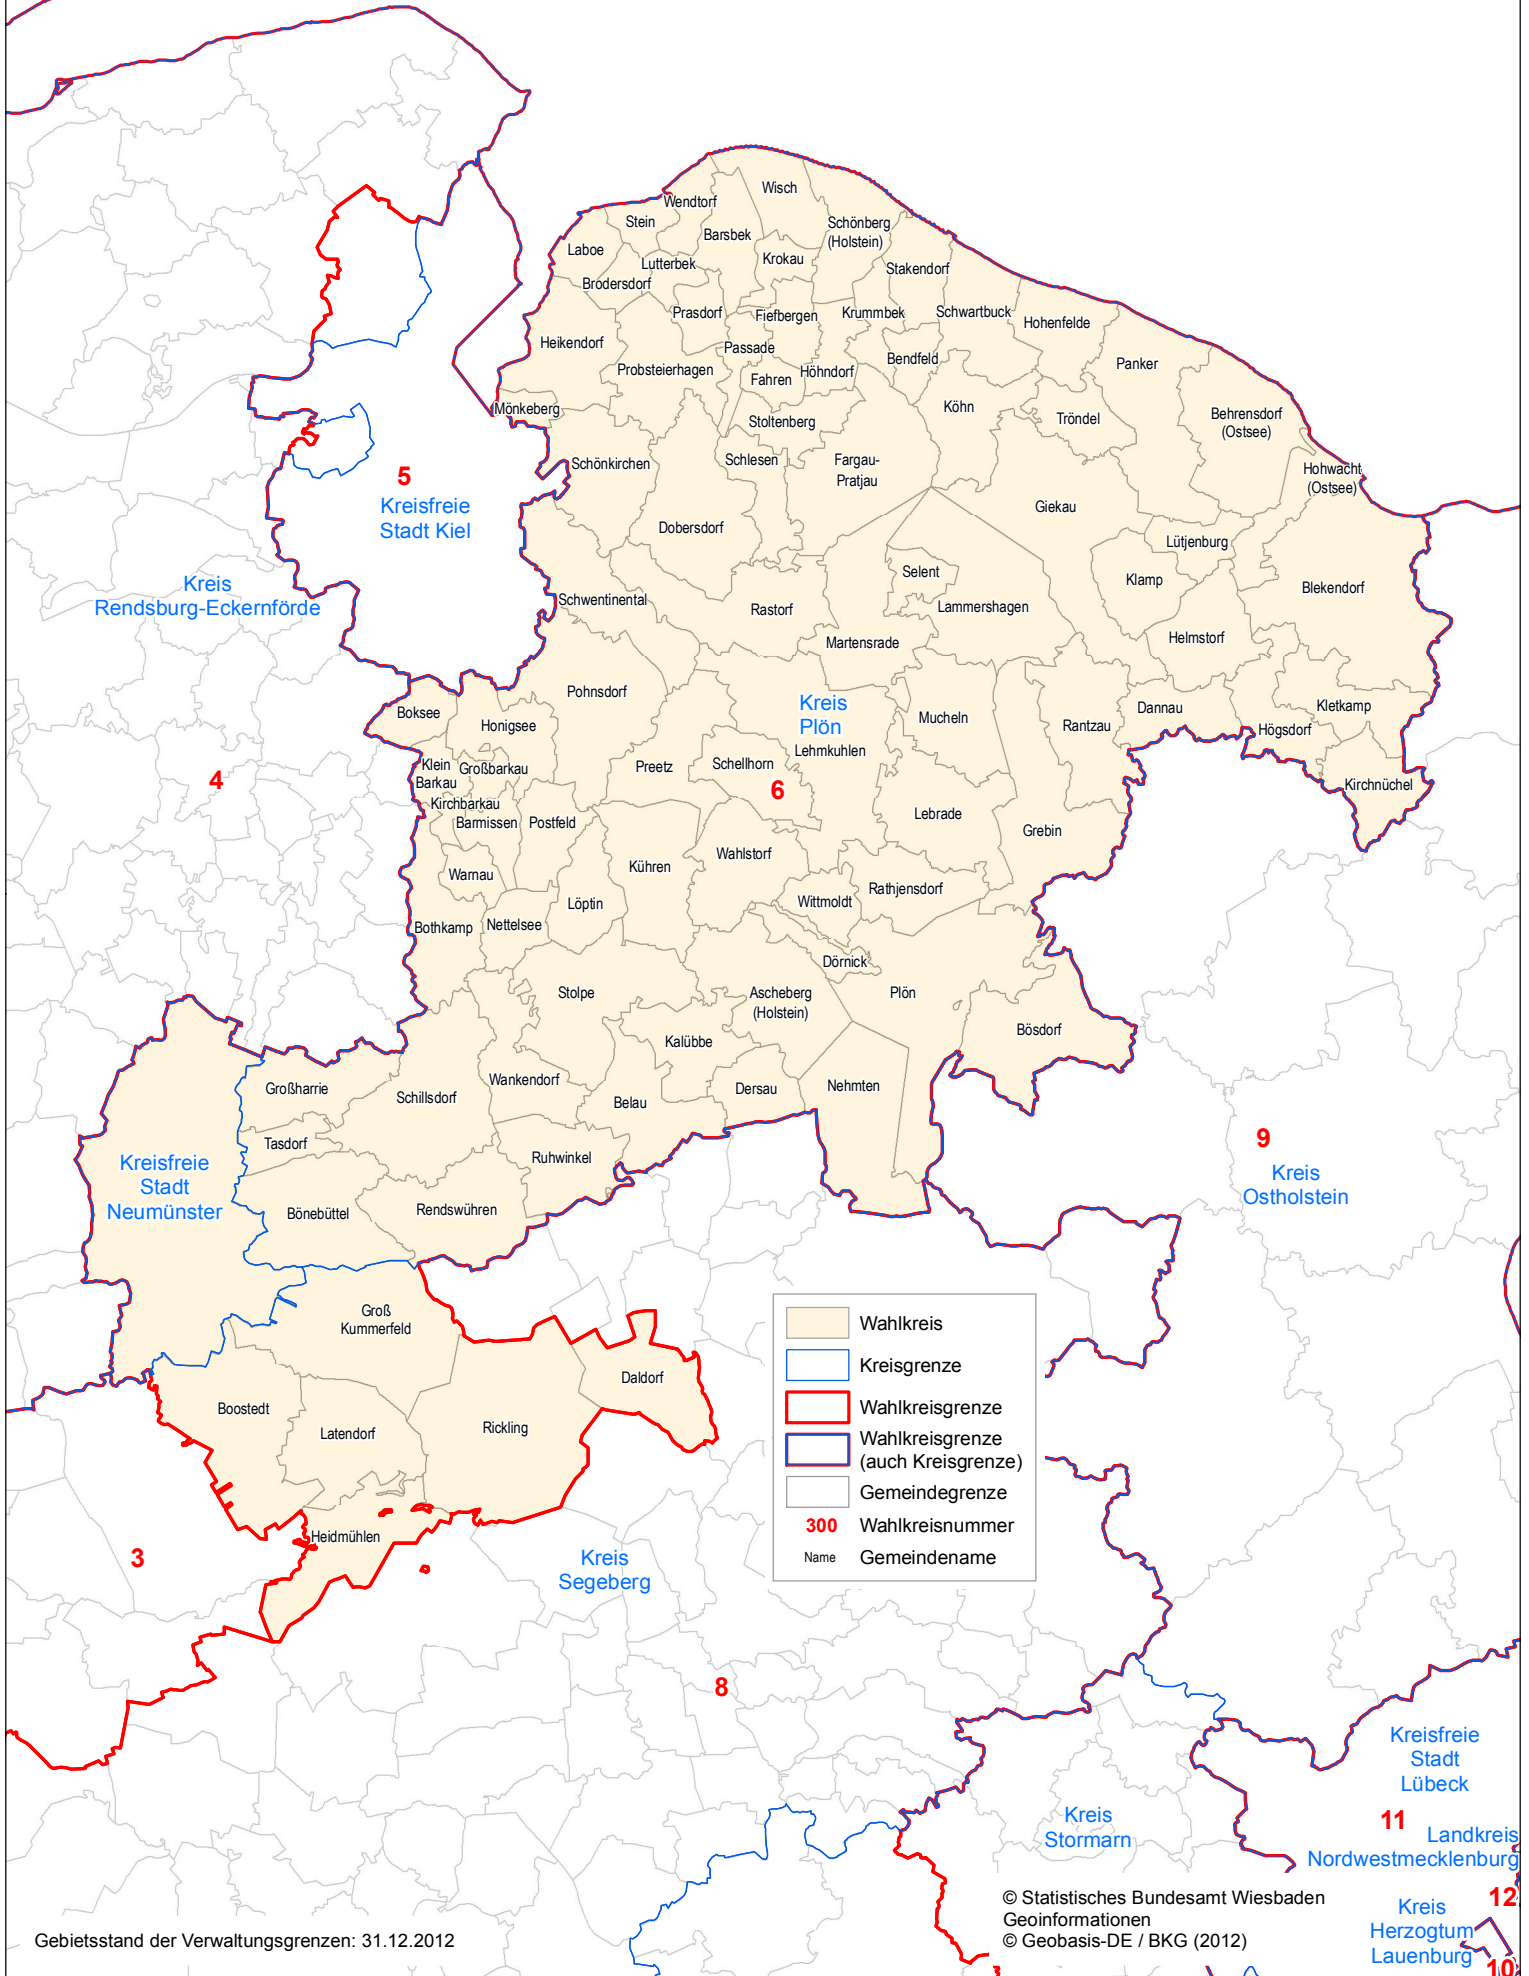 Wisch
Wendtorf
Stein
Schönberg
(Holstein)
Barsbek
Laboe
Krokau
Lutterbek
Stakendorf
Brodersdorf
Prasdorf
Fiefbergen
Krummbek
Schwartbuck
Hohenfelde
Heikendorf
Passade
Bendfeld
Panker
Probsteierhagen
Fahren
Höhndorf
Mönkeberg
Köhn
Stoltenberg
Tröndel
Behrensdorf
(Ostsee)
Schönkirchen
Schlesen
Fargau-
Pratjau
Hohwacht
(Ostsee)
5
Kreisfreie
Stadt Kiel
Giekau
Dobersdorf
Lütjenburg
Kreis
Rendsburg-Eckernförde
Selent
Klamp
Blekendorf
Schwentinental
Rastorf
Lammershagen
Martensrade
Helmstorf
Pohnsdorf
Kreis
Plön
Boksee
Honigsee
Mucheln
Rantzau
Dannau
Kletkamp
Högsdorf
Lehmkuhlen
Klein
Barkau
Großbarkau
Preetz
Schellhorn
4
6
Kirchnüchel
Kirchbarkau
Barmissen
Postfeld
Lebrade
Grebin
Wahlstorf
Kühren
Warnau
Rathjensdorf
Wittmoldt
Löptin
Bothkamp
Nettelsee
Dörnick
Stolpe
Ascheberg
(Holstein)
Plön
Bösdorf
Kalübbe
Großharrie
Schillsdorf
Wankendorf
Belau
Dersau
Nehmten
Tasdorf
9
Kreis
Ostholstein
Kreisfreie
Stadt
Neumünster
Ruhwinkel
Bönebüttel
Rendswühren
Groß
Kummerfeld
Daldorf
Boostedt
Latendorf
Rickling
Heidmühlen
3
Kreis
Segeberg
Wahlkreis
Kreisgrenze
Wahlkreisgrenze
Wahlkreisgrenze
(auch Kreisgrenze)
Gemeindegrenze
300 Wahlkreisnummer
Name Gemeindename
8
Kreisfreie
Stadt
Lübeck
Kreis
Stormarn
11
Landkreis
Nordwestmecklenburg
12
Kreis
Herzogtum
Lauenburg
10
© Statistisches Bundesamt Wiesbaden
Geoinformationen
© Geobasis-DE / BKG (2012)
Gebietsstand der Verwaltungsgrenzen: 31.12.2012